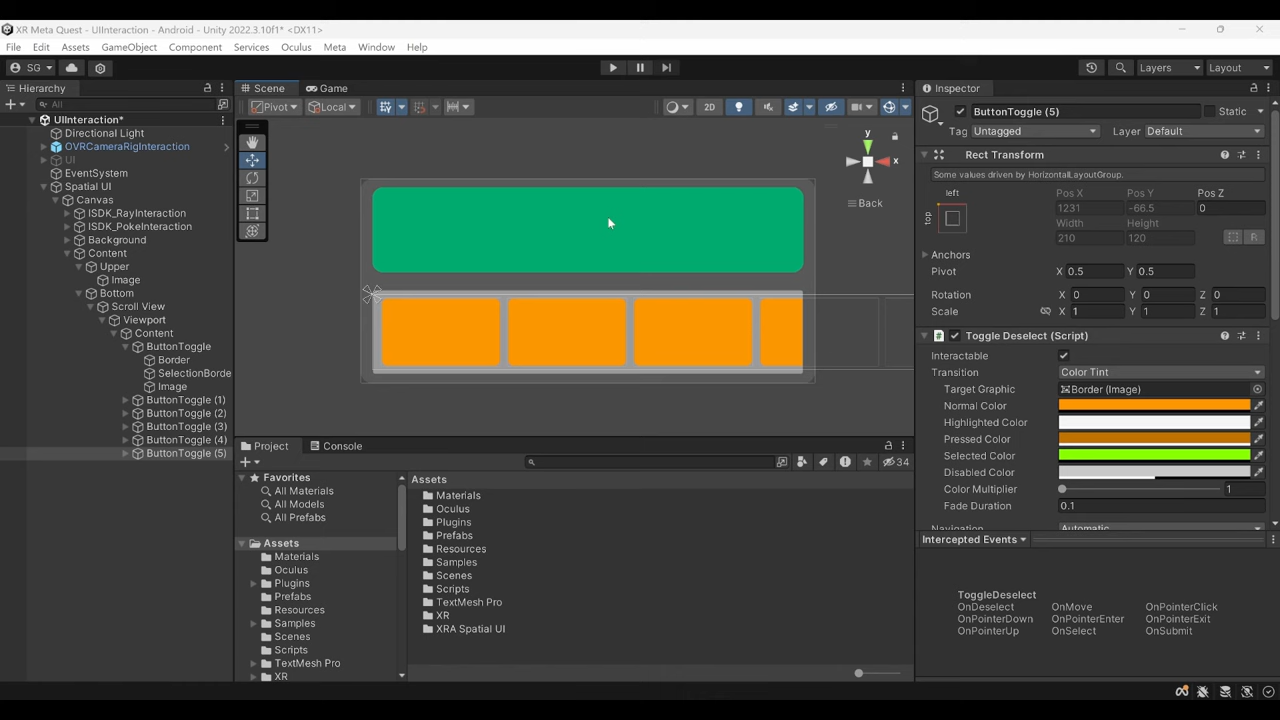 XR Meta Quest - UIInteraction - Android - Unity 2022.3.10f1* <DX11>
File Edit Assets GameObject Component Services Oculus Meta Window Help
SG Layers Layout
Hierarchy
All
UIInteraction*
Directional Light
OVRCameraRigInteraction
UI
EventSystem
Spatial UI
Canvas
ISDK_RayInteraction
ISDK_PokeInteraction
Background
Content
Upper
Image
Bottom
Scroll View
Viewport
Content
ButtonToggle
Border
SelectionBorde
Image
ButtonToggle (1)
ButtonToggle (2)
ButtonToggle (3)
ButtonToggle (4)
ButtonToggle (5)
Scene Game
Pivot Local 2D
y
x
Back
Project Console
34
Favorites
All Materials
All Models
All Prefabs
Assets
Materials
Oculus
Plugins
Prefabs
Resources
Samples
Scenes
Scripts
TextMesh Pro
XR
Assets
Materials
Oculus
Plugins
Prefabs
Resources
Samples
Scenes
Scripts
TextMesh Pro
XR
XRA Spatial UI
Inspector
ButtonToggle (5) Static
Tag Untagged Layer Default
Rect Transform
Some values driven by HorizontalLayoutGroup.
left Pos X Pos Y Pos Z
top 1231 -66.5 0
Width Height
210 120 R
Anchors
Pivot X 0.5 Y 0.5
Rotation X 0 Y 0 Z 0
Scale X 1 Y 1 Z 1
# Toggle Deselect (Script)
Interactable
Transition Color Tint
Target Graphic Border (Image)
Normal Color
Highlighted Color
Pressed Color
Selected Color
Disabled Color
Color Multiplier 1
Fade Duration 0.1
Navigation Automatic
Intercepted Events
ToggleDeselect
OnDeselect OnMove OnPointerClick
OnPointerDown OnPointerEnter OnPointerExit
OnPointerUp OnSelect OnSubmit